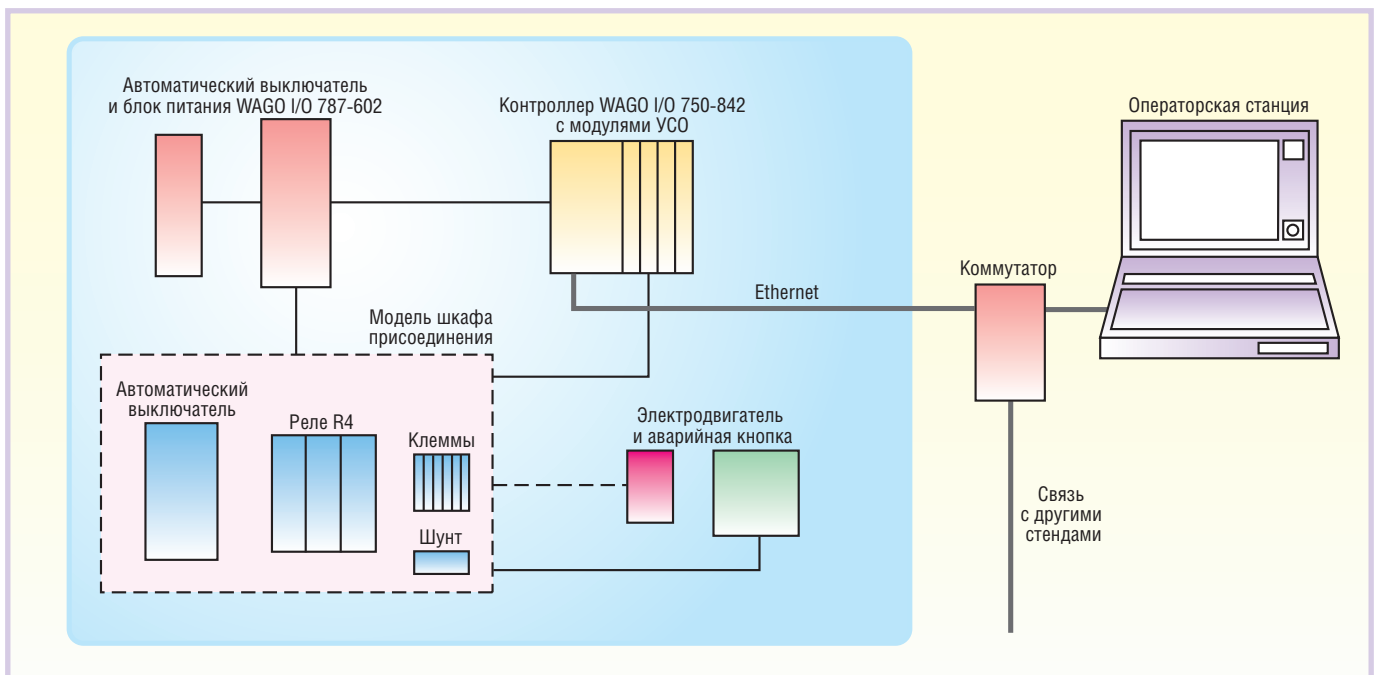 Автоматический выключатель
и блок питания WAGO I/O 787-602
Контроллер WAGO I/O 750-842
с модулями УСО
Операторская станция
Коммутатор
Ethernet
Модель шкафа
присоединения
Автоматический
выключатель
Реле R4
Клеммы
Шунт
Электродвигатель
и аварийная кнопка
Связь
с другими
стендами